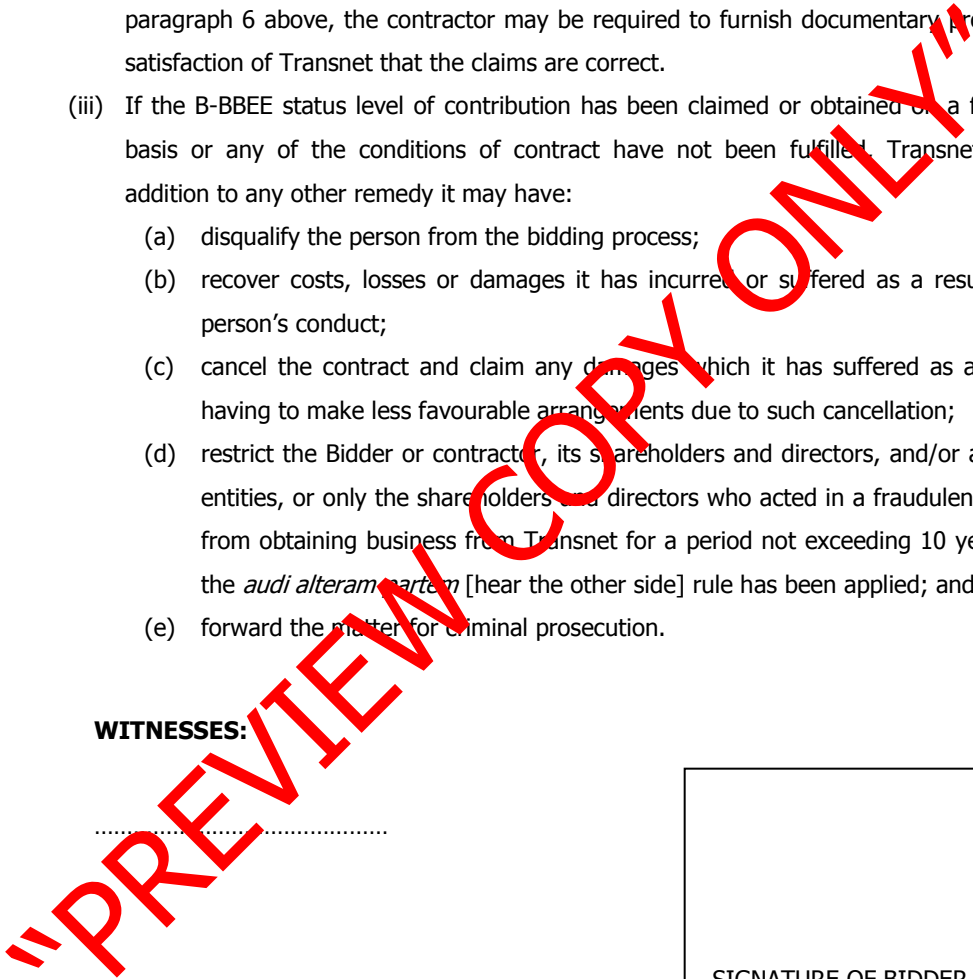 paragraph 6 above, the contractor may be required to furnish documentary
satisfaction of Transnet that the claims are correct.
(iii) If the B-BBEE status level of contribution has been claimed or obtained on a
basis or any of the conditions of contract have not been fulfilled, Transnet
addition to any other remedy it may have:
(a) disqualify the person from the bidding process;
(b) recover costs, losses or damages it has incurred or suffered as a
person's conduct;
(c) cancel the contract and claim any damages which it has suffered as a
having to make less favourable arrangements due to such cancellation;
(d) restrict the Bidder or contractor, its shareholders and directors, and/or
entities, or only the shareholders and directors who acted in a
from obtaining business from Transnet for a period not exceeding 10
the audi alteram partem [hear the other side] rule has been applied; and
(e) forward the matter for criminal prosecution.
WITNESSES:
.............................................
SIGNATURE OF BIDDER
"PREVIEW COPY ONLY"